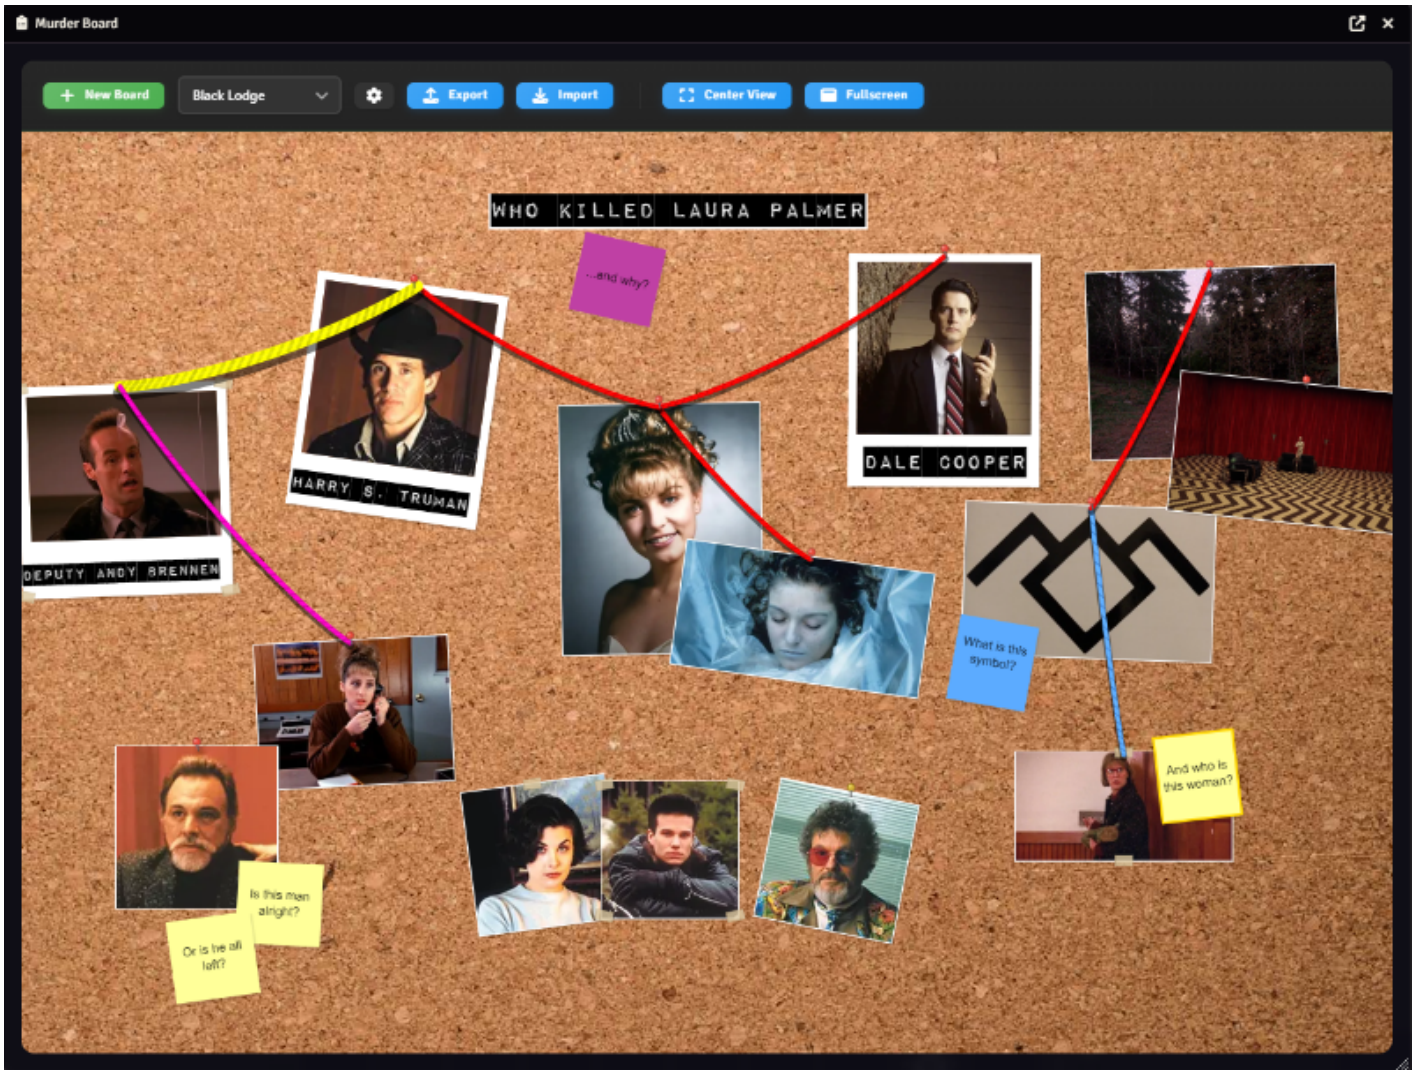 Murder Board
New Board
Black Lodge
Export
Import
Center View
Fullscreen
WHO KILLED LAURA PALMER
...and why?
HARRY S. TRUMAN
DALE COOPER
DEPUTY ANDY BRENNEN
What is this
symbol?
And who is
this woman?
Is this man
alright?
Or is he all
left?